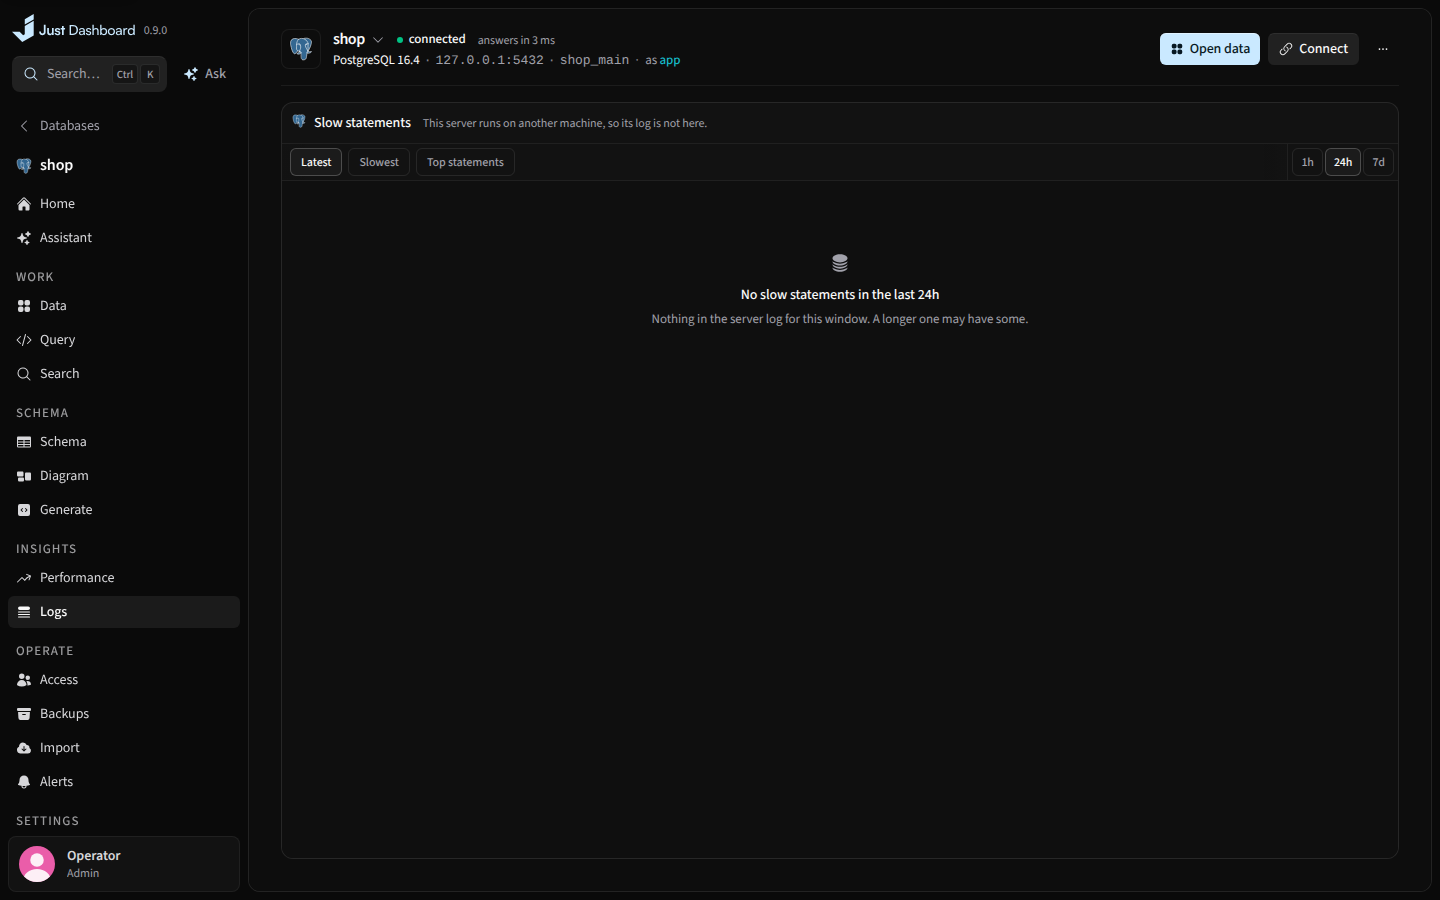 Just Dashboard 0.9.0
Search... Ctrl K
Ask
Databases
shop
Home
Assistant
WORK
Data
Query
Search
SCHEMA
Schema
Diagram
Generate
INSIGHTS
Performance
Logs
OPERATE
Access
Backups
Import
Alerts
SETTINGS
Operator
Admin
shop connected answers in 3 ms
PostgreSQL 16.4 · 127.0.0.1:5432 · shop_main · as app
Open data
Connect
Slow statements This server runs on another machine, so its log is not here.
Latest Slowest Top statements 1h 24h 7d
No slow statements in the last 24h
Nothing in the server log for this window. A longer one may have some.